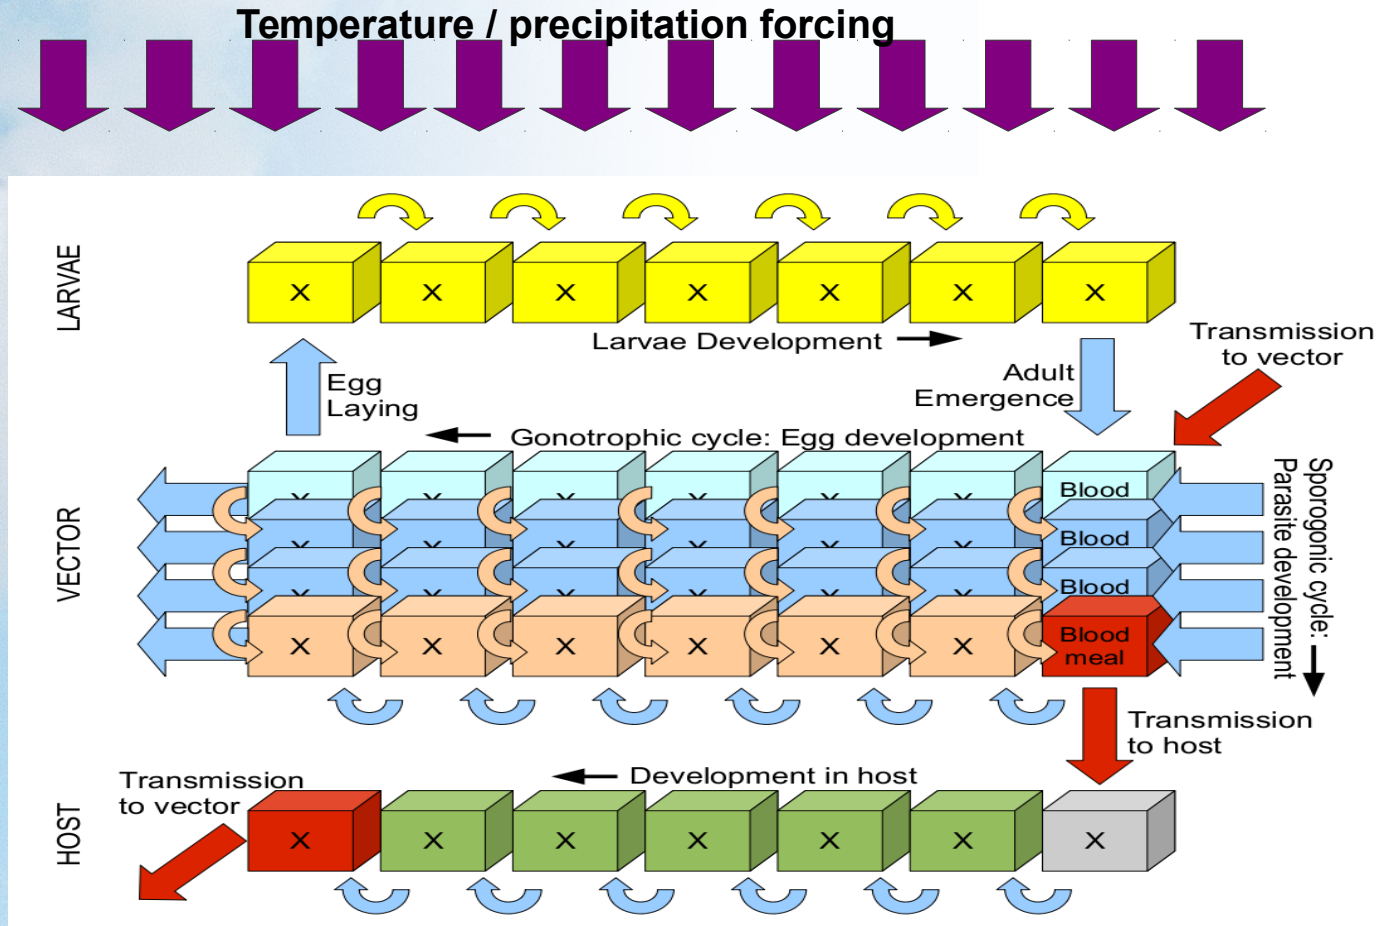 Temperature / precipitation forcing
LARVAE
X X X X X X X
Larvae Development
Transmission
to vector
Egg
Laying
Adult
Emergence
Gonotrophic cycle: Egg development
VECTOR
X X X X X X Blood
X X X X X X Blood
X X X X X X Blood
X X X X X X Blood
meal
Sporogonic cycle:
Parasite development
Transmission
to host
Transmission
to vector
Development in host
HOST
X X X X X X X